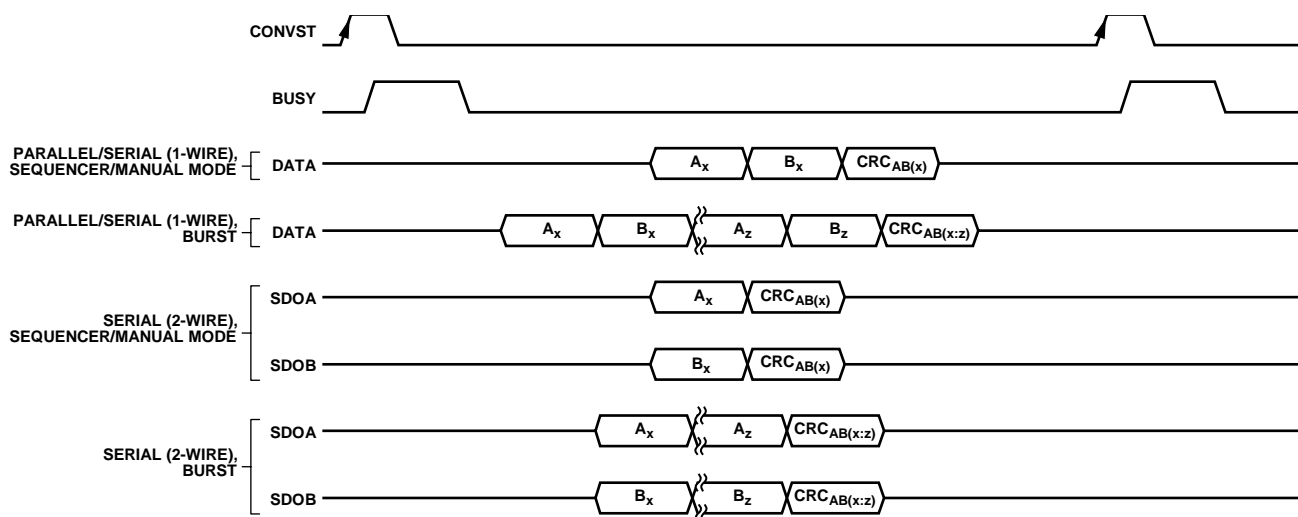 CONVST
BUSY
PARALLEL/SERIAL (1-WIRE),
SEQUENCER/MANUAL MODE
DATA
Ax
Bx
CRCAB(x)
PARALLEL/SERIAL (1-WIRE),
BURST
DATA
Ax
Bx
Az
Bz
CRCAB(x:z)
SERIAL (2-WIRE),
SEQUENCER/MANUAL MODE
SDOA
Ax
CRCAB(x)
SDOB
Bx
CRCAB(x)
SERIAL (2-WIRE),
BURST
SDOA
Ax
Az
CRCAB(x:z)
SDOB
Bx
Bz
CRCAB(x:z)